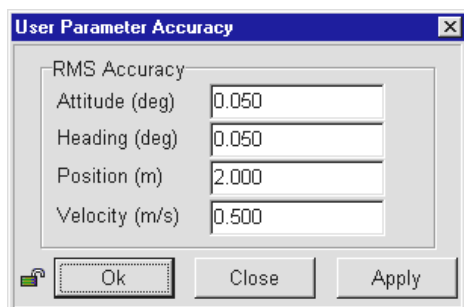 User Parameter Accuracy
RMS Accuracy
Attitude (deg) 0.050
Heading (deg) 0.050
Position (m) 2.000
Velocity (m/s) 0.500
Ok Close Apply